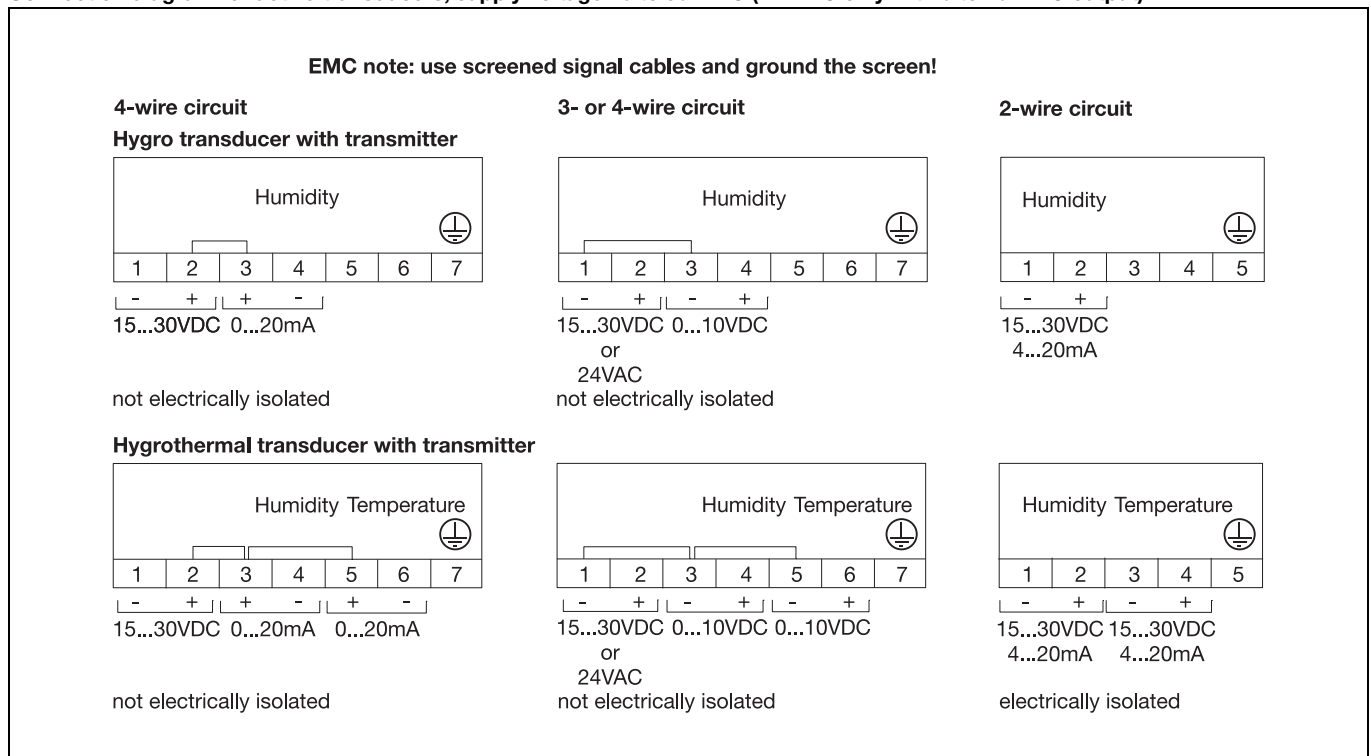 EMC note: use screened signal cables and ground the screen!
4-wire circuit 3- or 4-wire circuit 2-wire circuit
Hygro transducer with transmitter
Humidity Humidity Humidity
1 2 3 4 5 6 7 1 2 3 4 5 6 7 1 2 3 4 5
- + + - - + - + - +
15...30VDC 0...20mA 15...30VDC 0...10VDC 15...30VDC
or 4...20mA
24VAC
not electrically isolated not electrically isolated
Hygrothermal transducer with transmitter
Humidity Temperature Humidity Temperature Humidity Temperature
1 2 3 4 5 6 7 1 2 3 4 5 6 7 1 2 3 4 5
- + + - + - - + - + - + - + - +
15...30VDC 0...20mA 0...20mA 15...30VDC 0...10VDC 0...10VDC 15...30VDC 15...30VDC
or 4...20mA 4...20mA
24VAC
not electrically isolated not electrically isolated electrically isolated